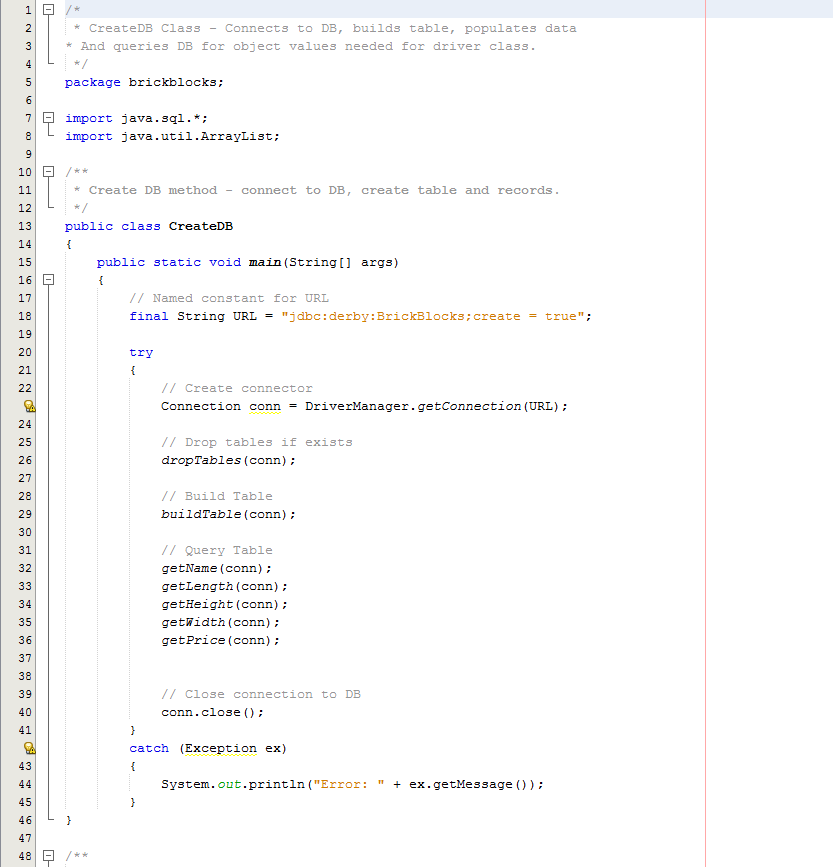 1 /*
2  * CreateDB Class - Connects to DB, builds table, populates data
3 * And queries DB for object values needed for driver class.
4  */
5 package brickblocks;
6
7 import java.sql.*;
8 import java.util.ArrayList;
9
10 /**
11  * Create DB method - connect to DB, create table and records.
12  */
13 public class CreateDB
14 {
15     public static void main(String[] args)
16     {
17         // Named constant for URL
18         final String URL = "jdbc:derby:BrickBlocks;create = true";
19
20         try
21         {
22             // Create connector
            Connection conn = DriverManager.getConnection(URL);
24
25             // Drop tables if exists
26             dropTables(conn);
27
28             // Build Table
29             buildTable(conn);
30
31             // Query Table
32             getName(conn);
33             getLength(conn);
34             getHeight(conn);
35             getWidth(conn);
36             getPrice(conn);
37
38
39             // Close connection to DB
40             conn.close();
41         }
        catch (Exception ex)
43         {
44             System.out.println("Error: " + ex.getMessage());
45         }
46 }
47
48 /**